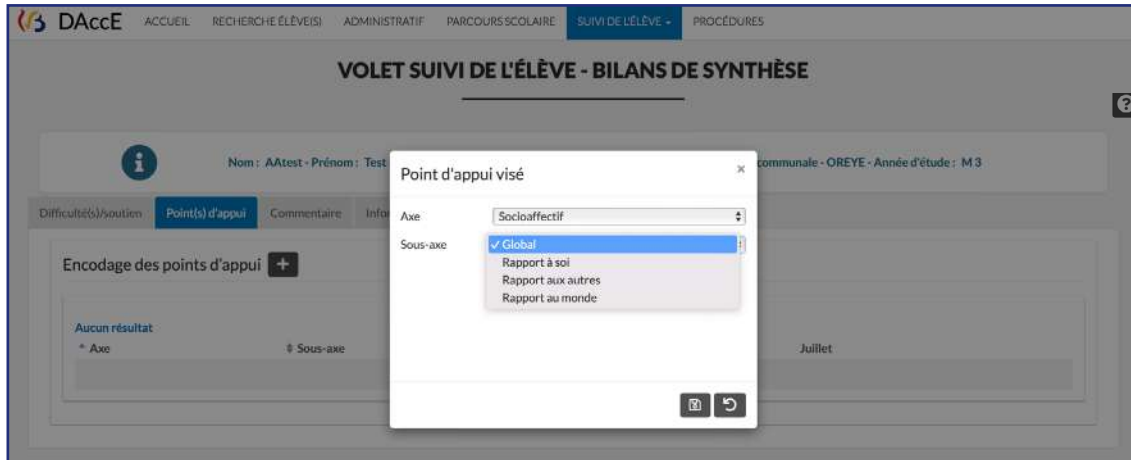 DAccE ACCUEIL RECHERCHE ÉLÈVE(S) ADMINISTRATIF PARCOURS SCOLAIRE SUIVI DE L'ÉLÈVE PROCÉDURES
VOLET SUIVI DE L'ÉLÈVE - BILANS DE SYNTHÈSE
Nom : AAtest - Prénom : Test communale - OREYE - Année d'étude : M 3
Point d'appui visé ×
Difficulté(s)/soutien Point(s) d'appui Commentaire
Axe Socioaffectif
Sous-axe ✓ Global
Rapport à soi
Rapport aux autres
Rapport au monde
Encodage des points d'appui +
Aucun résultat
Axe Sous-axe Juillet